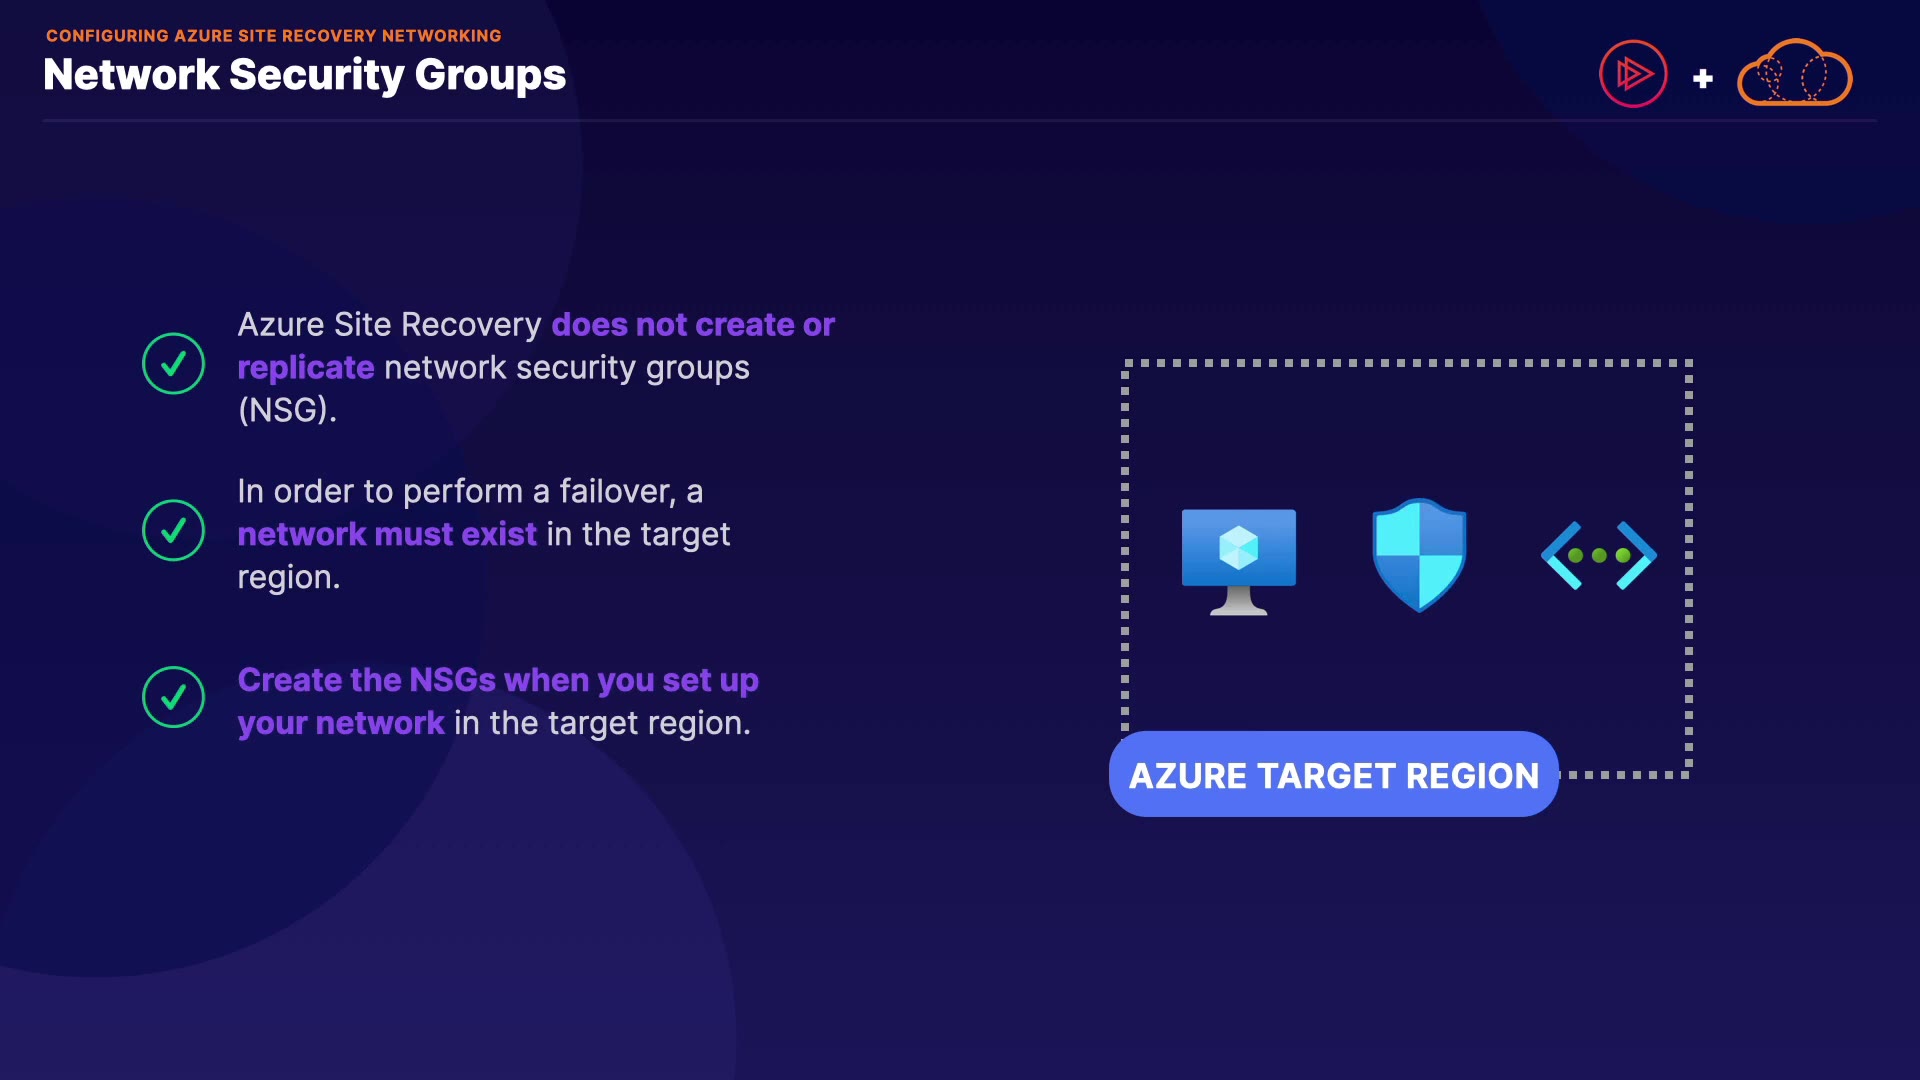 CONFIGURING AZURE SITE RECOVERY NETWORKING
Network Security Groups
+
Azure Site Recovery does not create or
replicate network security groups
(NSG).
In order to perform a failover, a
network must exist in the target
region.
Create the NSGs when you set up
your network in the target region.
AZURE TARGET REGION